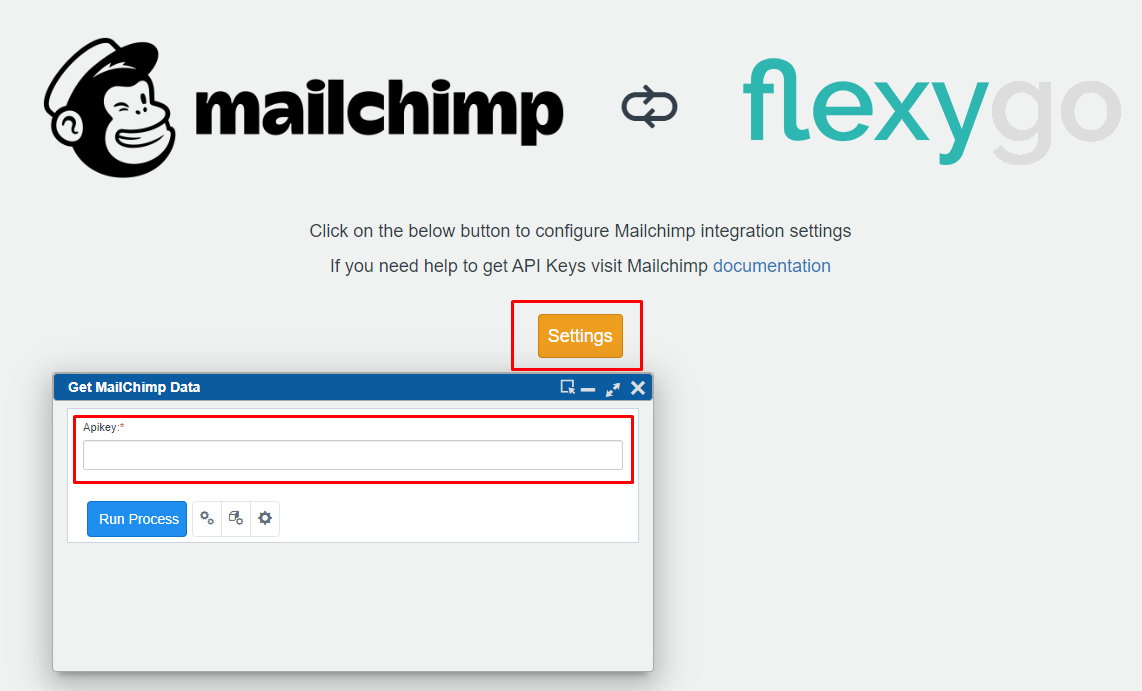 mailchimp flexygo
Click on the below button to configure Mailchimp integration settings
If you need help to get API Keys visit Mailchimp documentation
Settings
Get MailChimp Data
Apikey:*
Run Process